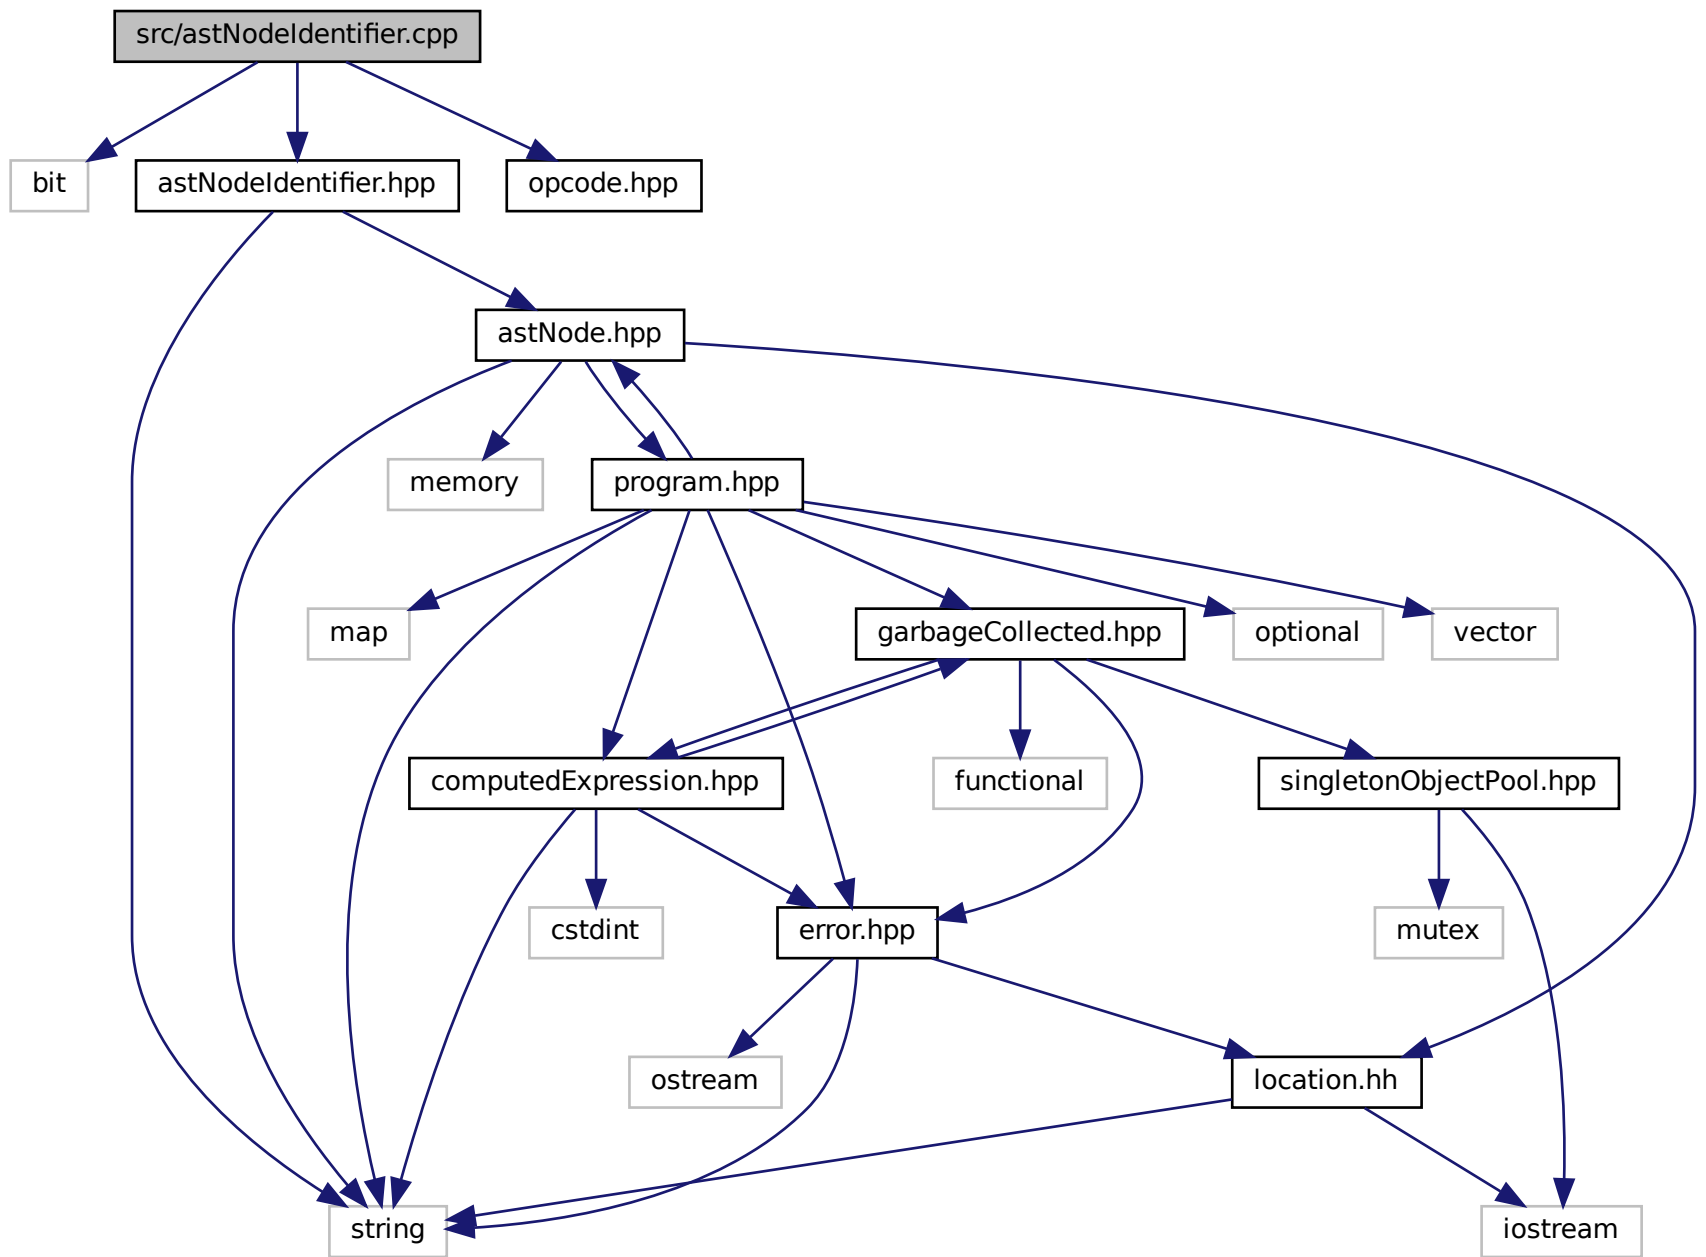 src/astNodeIdentifier.cpp
bit
astNodeIdentifier.hpp
opcode.hpp
astNode.hpp
memory
program.hpp
map
garbageCollected.hpp
optional
vector
computedExpression.hpp
functional
singletonObjectPool.hpp
cstdint
error.hpp
mutex
ostream
location.hh
string
iostream